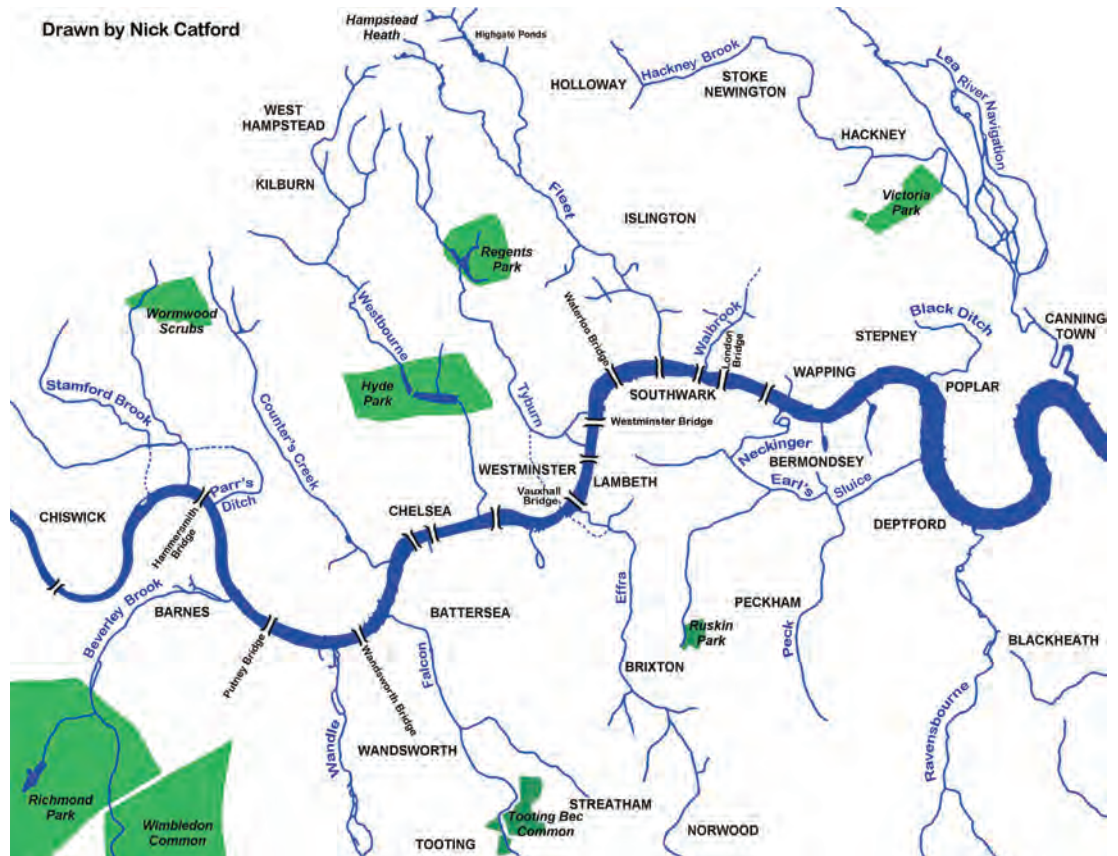 Drawn by Nick Catford
Hampstead
Heath
Highgate Ponds
HOLLOWAY
Hackney Brook
STOKE
NEWINGTON
Lea
River Navigation
WEST
HAMPSTEAD
HACKNEY
KILBURN
Fleet
ISLINGTON
Victoria
Park
Regents
Park
Wormwood
Scrubs
Westbourne
Waterloo Bridge
Walbrook
London
Bridge
Black Ditch
STEPNEY
CANNING
TOWN
WAPPING
POPLAR
Stamford Brook
Counter's Creek
Hyde
Park
Tyburn
SOUTHWARK
Westminster Bridge
Neckinger
BERMONDSEY
WESTMINSTER
LAMBETH
Earl's
Sluice
Parr's
Ditch
Vauxhall
Bridge
CHELSEA
CHISWICK
Hammersmith
Bridge
DEPTFORD
Beverley Brook
BARNES
BATTERSEA
Effra
PECKHAM
Ruskin
Park
Peck
BLACKHEATH
Putney Bridge
Wandsworth Bridge
Falcon
BRIXTON
Ravensbourne
Wandle
WANDSWORTH
Richmond
Park
Wimbledon
Common
Tooting Bec
Common
STREATHAM
TOOTING
NORWOOD